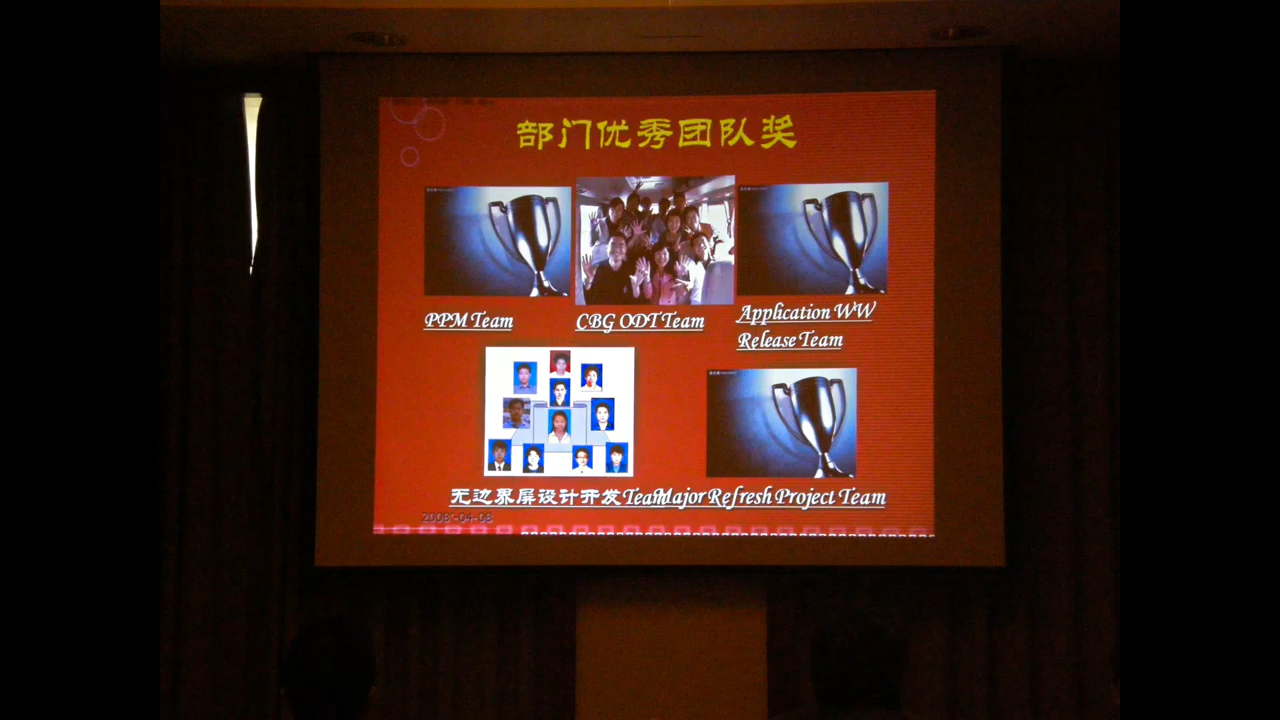 部门优秀团队奖
PPM Team
CBG ODT Team
Application WW
Release Team
无边界屏设计开发Team
Major Refresh Project Team
2008-04-08